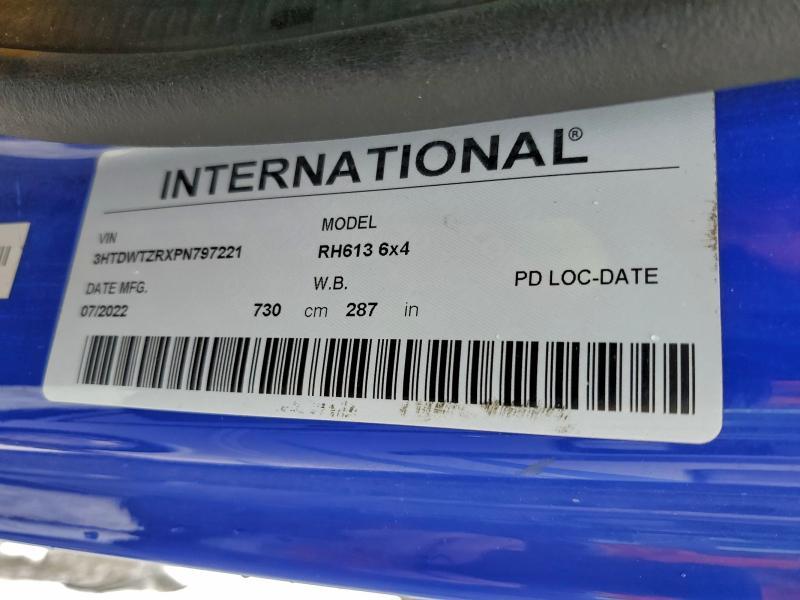 INTERNATIONAL®
VIN
MODEL
3HTDWTZRXPN797221
RH613 6x4
DATE MFG.
W.B.
PD LOC-DATE
07/2022
730 cm 287 in